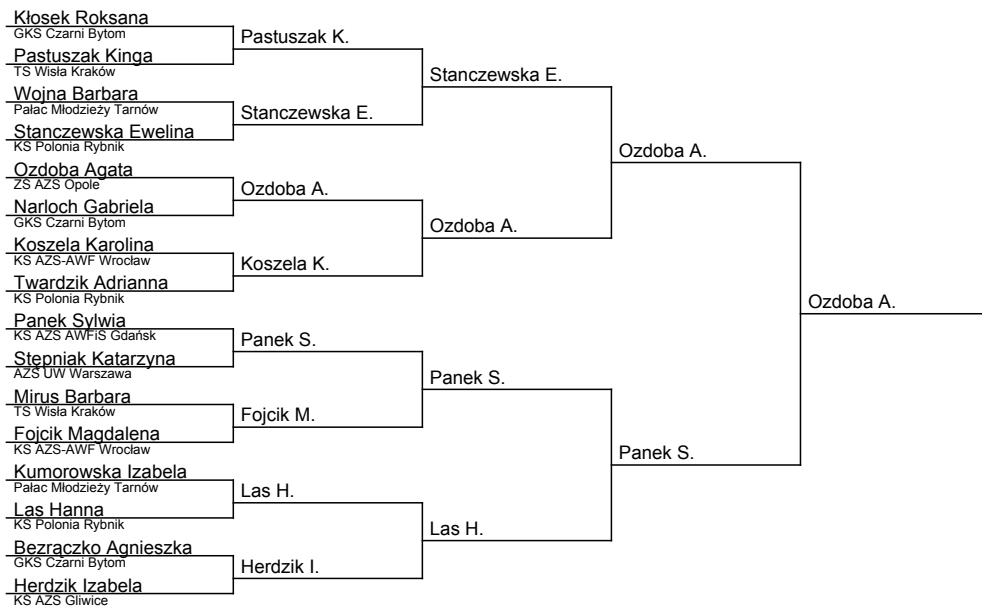 Kłosek Roksana
GKS Czarni Bytom
Pastuszak K.
Pastuszak Kinga
TS Wisła Kraków
Stanczewska E.
Wojna Barbara
Pałac Młodzieży Tarnów
Stanczewska E.
Stanczewska Ewelina
KS Polonia Rybnik
Ozdoba A.
Ozdoba Agata
ZS AZS Opole
Ozdoba A.
Narloch Gabriela
GKS Czarni Bytom
Ozdoba A.
Koszela Karolina
KS AZS-AWF Wrocław
Koszela K.
Twardzik Adrianna
KS Polonia Rybnik
Ozdoba A.
Panek Sylwia
KS AZS AWFiS Gdańsk
Panek S.
Stępniak Katarzyna
AZS UW Warszawa
Panek S.
Mirus Barbara
TS Wisła Kraków
Fojcik M.
Fojcik Magdalena
KS AZS-AWF Wrocław
Panek S.
Kumorowska Izabela
Pałac Młodzieży Tarnów
Las H.
Las Hanna
KS Polonia Rybnik
Las H.
Bezrączko Agnieszka
GKS Czarni Bytom
Herdzik I.
Herdzik Izabela
KS AZS Gliwice